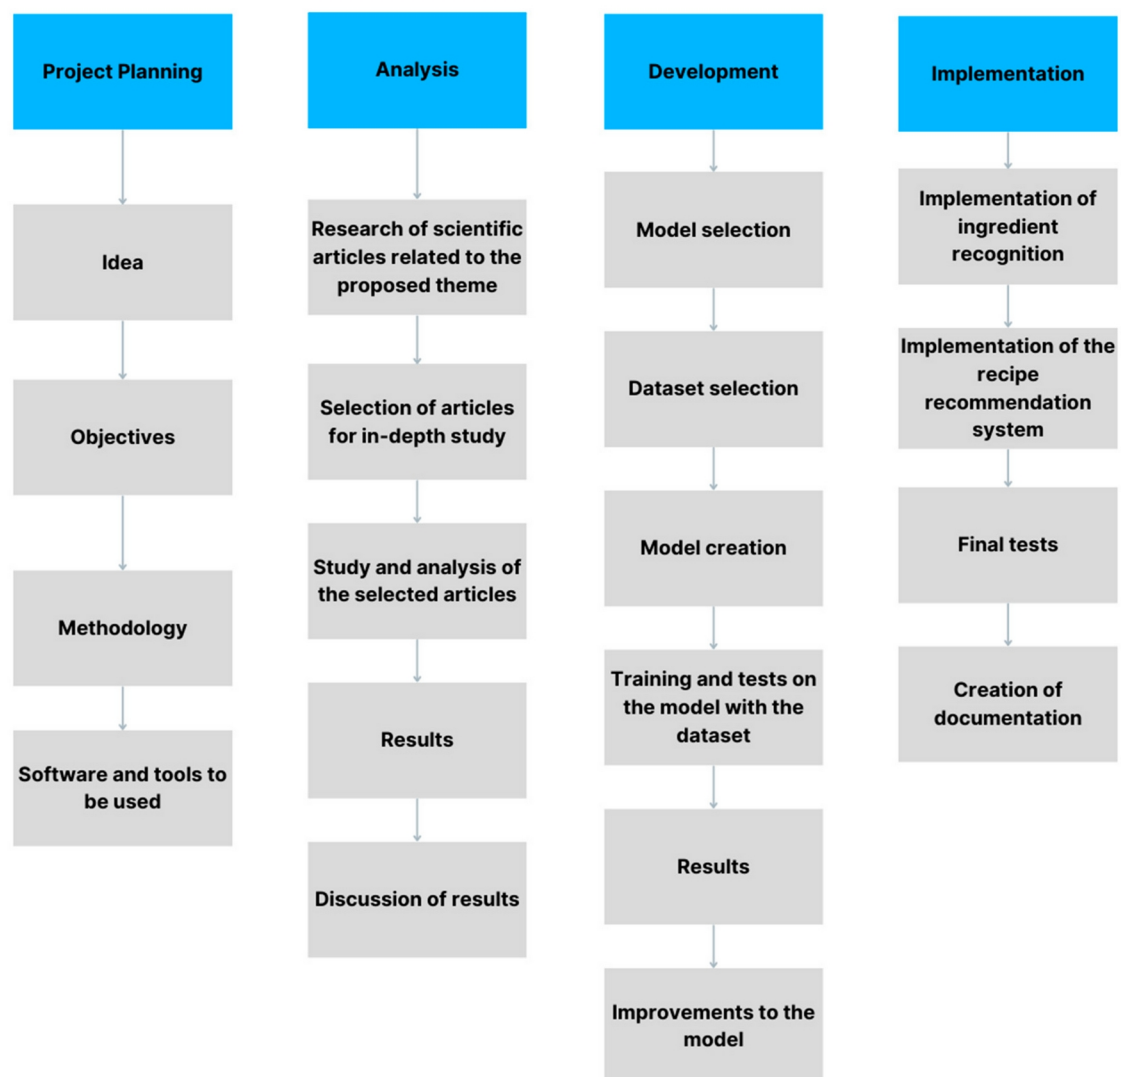 Project Planning
Idea
Objectives
Methodology
Software and tools to
be used
Analysis
Research of scientific
articles related to the
proposed theme
Selection of articles
for in-depth study
Study and analysis of
the selected articles
Results
Discussion of results
Development
Model selection
Dataset selection
Model creation
Training and tests on
the model with the
dataset
Results
Improvements to the
model
Implementation
Implementation of
ingredient
recognition
Implementation of the
recipe
recommendation
system
Final tests
Creation of
documentation